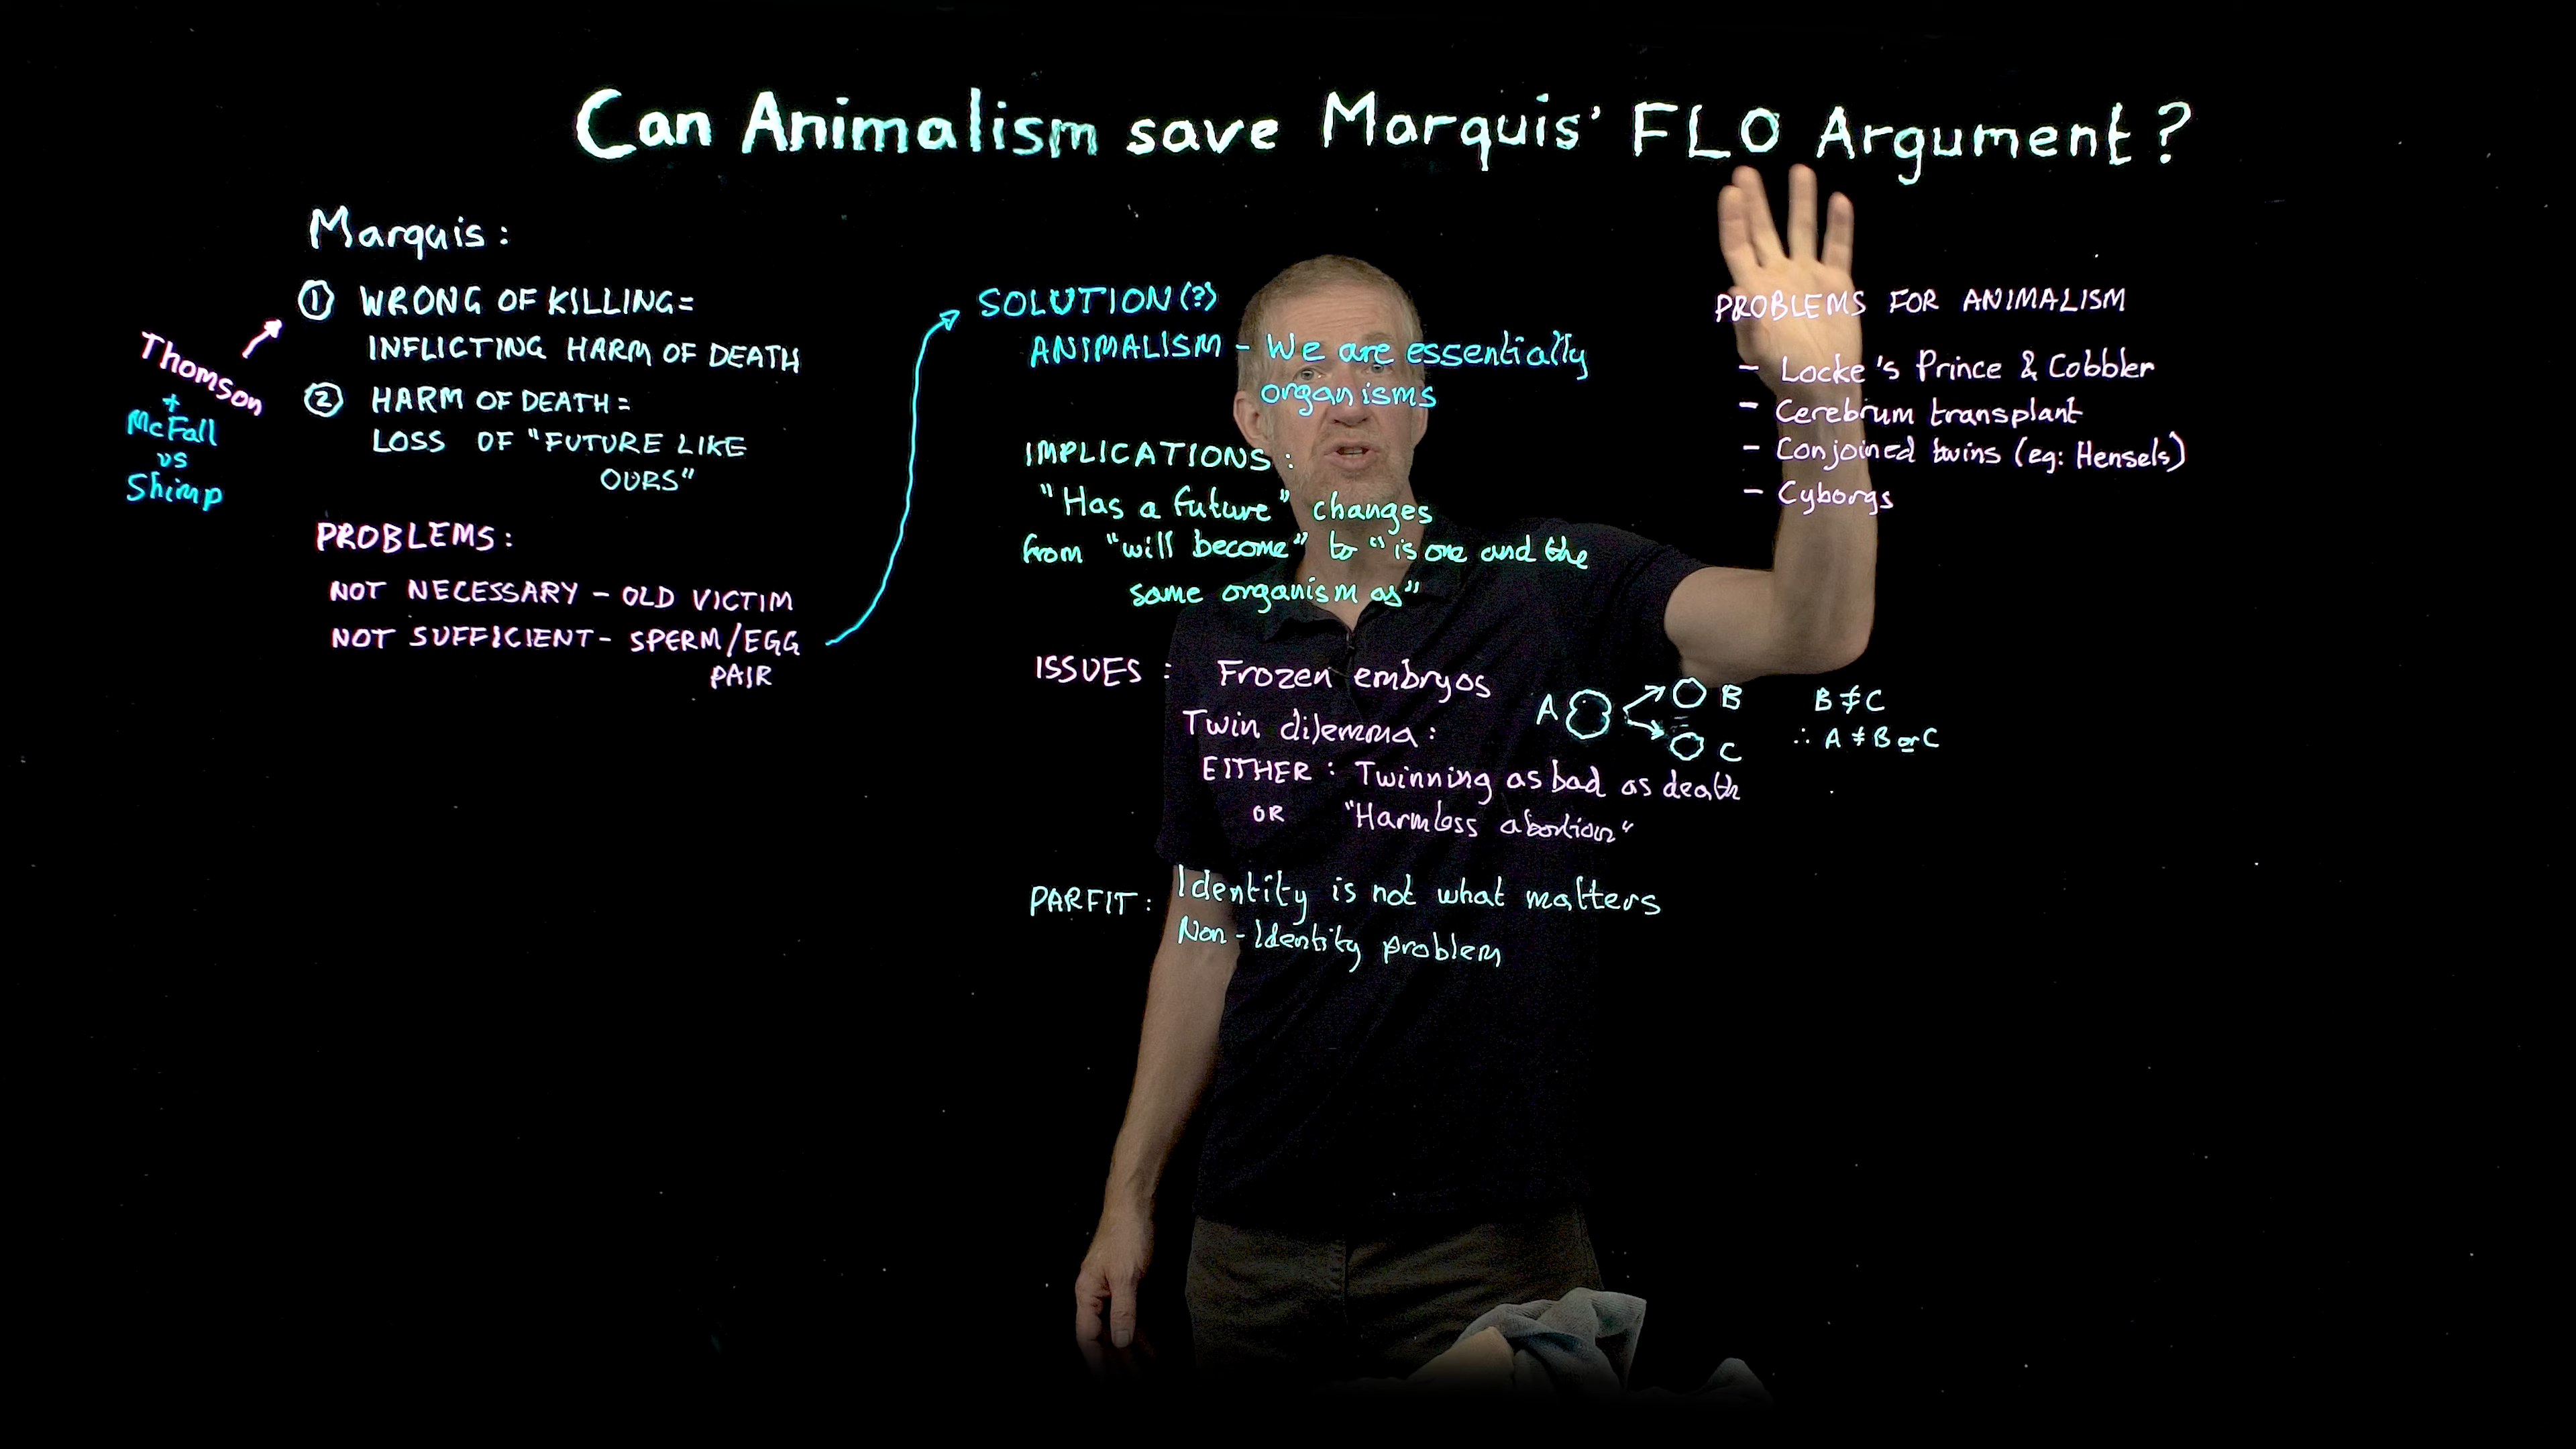 Can Animalism save Marquis' FLO Argument?
Marquis:
① WRONG OF KILLING =
INFLICTING HARM OF DEATH
② HARM OF DEATH =
LOSS OF "FUTURE LIKE
OURS"
Thomson
+
McFall
vs
Shimp
PROBLEMS:
NOT NECESSARY – OLD VICTIM
NOT SUFFICIENT – SPERM/EGG
PAIR
SOLUTION(?)
ANIMALISM – We are essentially
organisms
IMPLICATIONS:
"Has a future" changes
from "will become" to "is one and the
same organism as"
ISSUES: Frozen embryos
Twin dilemma:
EITHER: Twinning as bad as death
OR "Harmless abortion"
A
B
=
C
B ≠ C
∴ A ≠ B or C
PARFIT: Identity is not what matters
Non-Identity problem
PROBLEMS FOR ANIMALISM
– Locke's Prince & Cobbler
– Cerebrum transplant
– Conjoined twins (eg: Hensels)
– Cyborgs